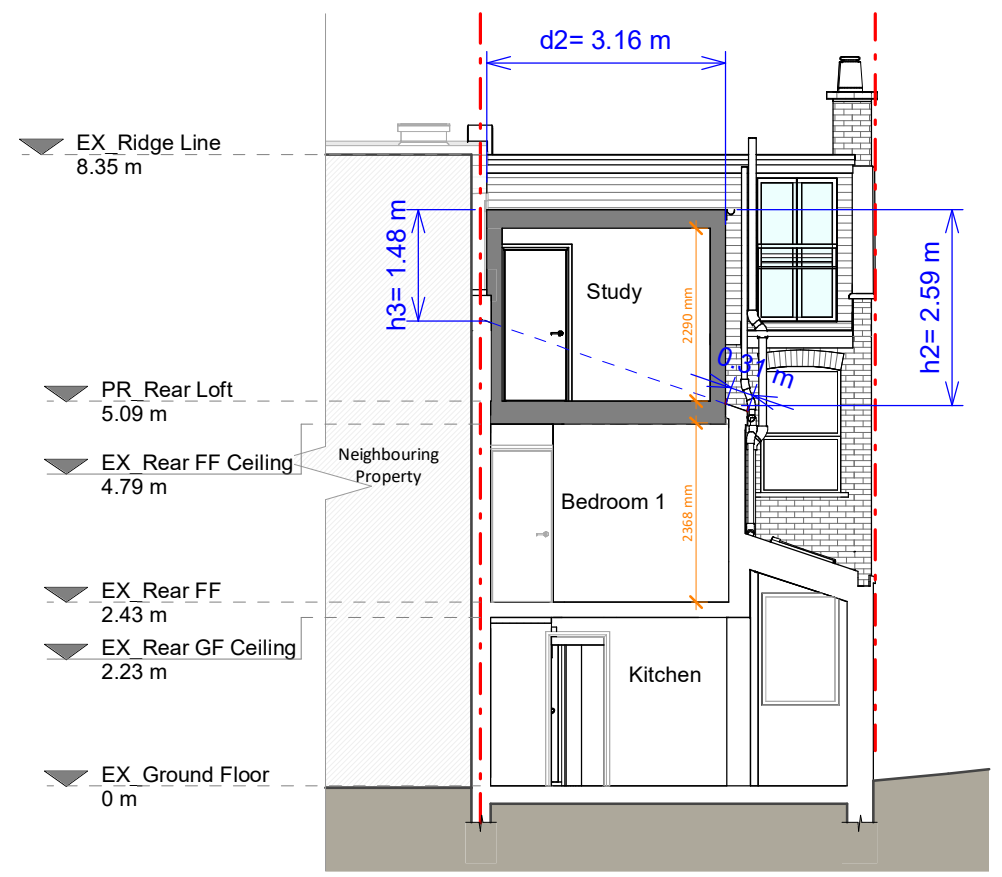 d2= 3.16 m
EX_Ridge Line
8.35 m
h3= 1.48 m
h2= 2.59 m
Study
2290 mm
0.31 m
PR_Rear Loft
5.09 m
EX_Rear FF Ceiling
4.79 m
Neighbouring
Property
Bedroom 1
2368 mm
EX_Rear FF
2.43 m
EX_Rear GF Ceiling
2.23 m
Kitchen
EX_Ground Floor
0 m